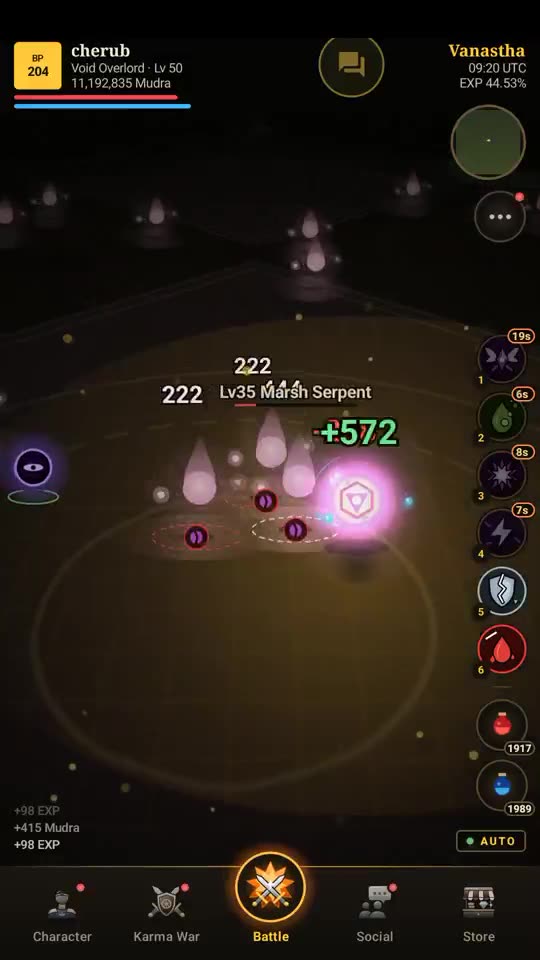 BP
204
cherub
Void Overlord · Lv 50
11,192,835 Mudra
Vanastha
09:20 UTC
EXP 44.53%
19s
1
6s
2
8s
3
7s
4
5
6
222
222
Lv35 Marsh Serpent
+572
1917
1989
+98 EXP
+415 Mudra
+98 EXP
AUTO
Character
Karma War
Battle
Social
Store